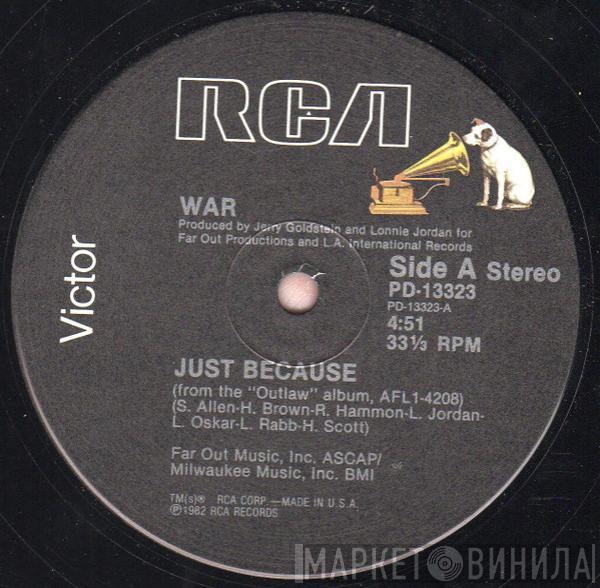 RCA
Victor
WAR
Produced by Jerry Goldstein and Lonnie Jordan for
Far Out Productions and L.A. International Records
Side A Stereo
PD-13323
PD-13323-A
4:51
33⅓ RPM
JUST BECAUSE
(from the "Outlaw" album, AFL1-4208)
(S. Allen-H. Brown-R. Hammon-L. Jordan-
L. Oskar-L. Rabb-H. Scott)
Far Out Music, Inc. ASCAP/
Milwaukee Music, Inc. BMI
TM(s)® RCA CORP.—MADE IN U.S.A.
℗1982 RCA RECORDS
МАРКЕТ ВИНИЛА